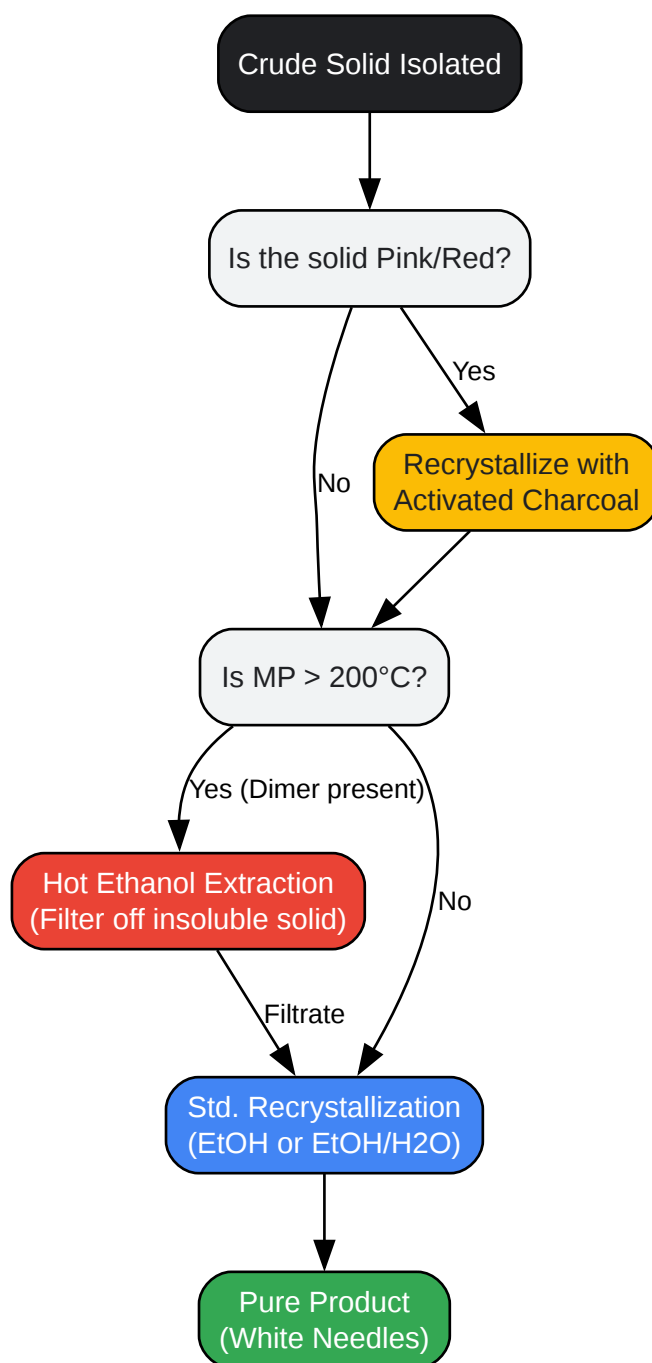 Crude Solid Isolated
Is the solid Pink/Red?
Yes
Recrystallize with
Activated Charcoal
No
Is MP > 200°C?
Yes (Dimer present)
Hot Ethanol Extraction
(Filter off insoluble solid)
No
Filtrate
Std. Recrystallization
(EtOH or EtOH/H2O)
Pure Product
(White Needles)